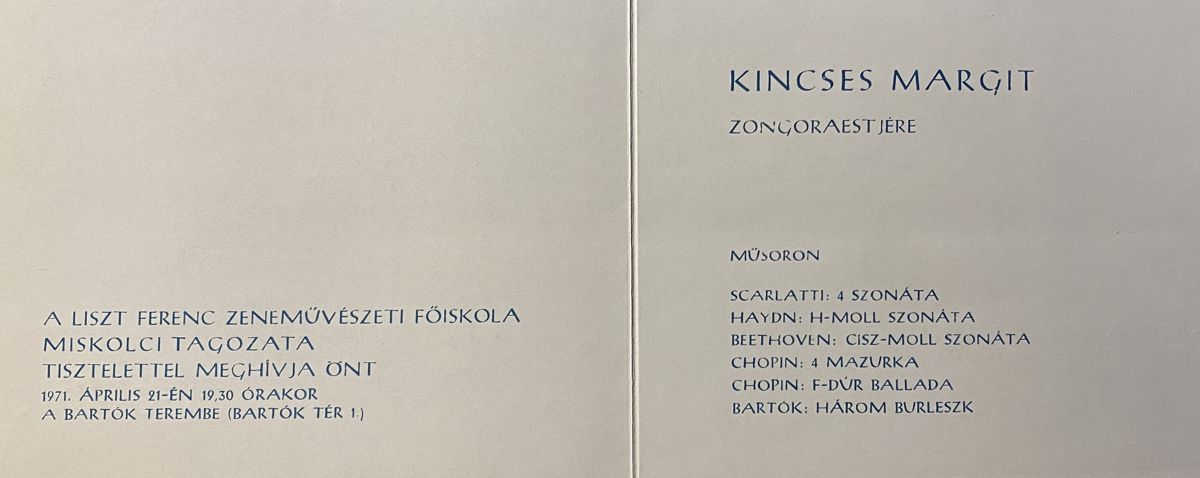 A LISZT FERENC ZENEMŰVÉSZETI FŐISKOLA
MISKOLCI TAGOZATA
TISZTELETTEL MEGHÍVJA ÖNT
1971. ÁPRILIS 21-ÉN 19,30 ÓRAKOR
A BARTÓK TEREMBE (BARTÓK TÉR 1.)
KINCSES MARGIT
ZONGORAESTJÉRE
MŰSORON
SCARLATTI: 4 SZONÁTA
HAYDN: H-MOLL SZONÁTA
BEETHOVEN: CISZ-MOLL SZONÁTA
CHOPIN: 4 MAZURKA
CHOPIN: F-DÚR BALLADA
BARTÓK: HÁROM BURLESZK